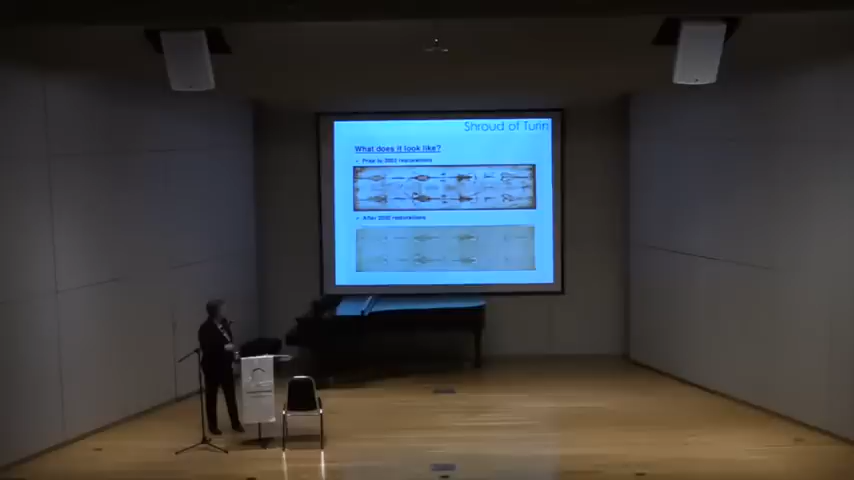 Shroud of Turin
What does it look like?
• Prior to 2002 restorations
• After 2002 restorations